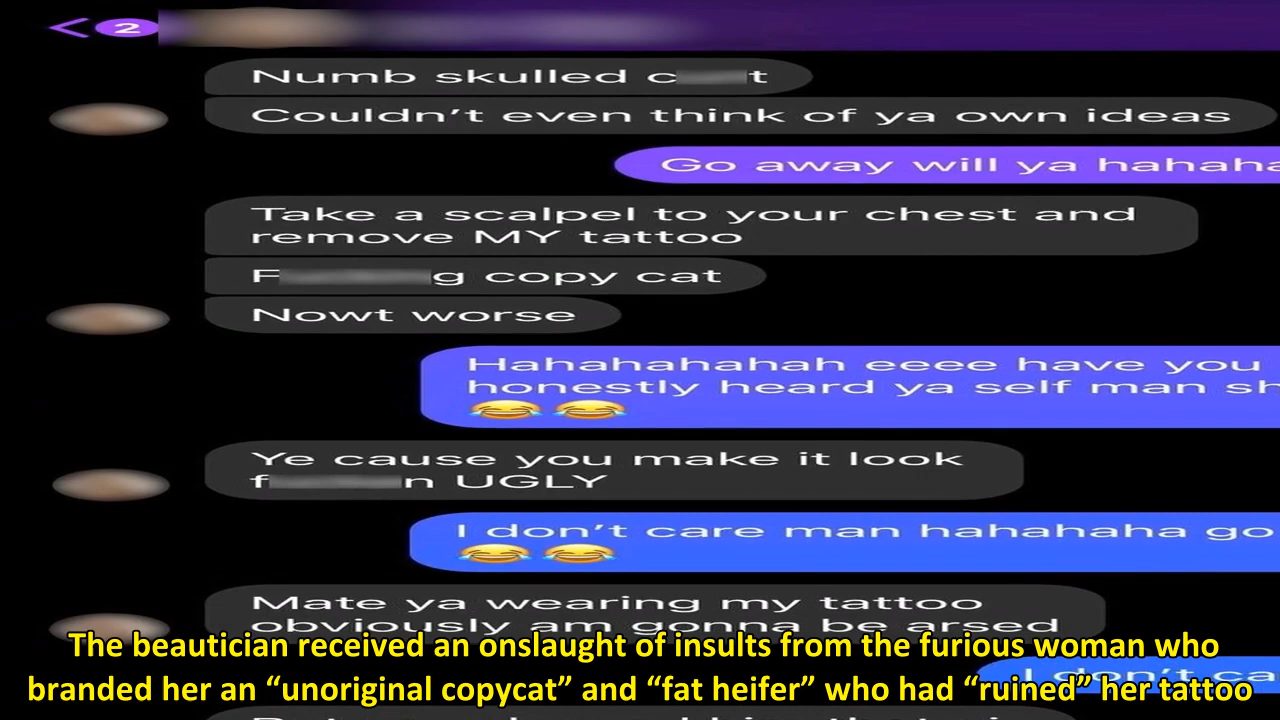 2
Numb skulled c t
Couldn't even think of ya own ideas
Go away will ya hahaha
Take a scalpel to your chest and
remove MY tattoo
F g copy cat
Nowt worse
Hahahahahah eeee have you
honestly heard ya self man sh
😂 😂
Ye cause you make it look
f n UGLY
I don't care man hahahaha go
😂 😂
Mate ya wearing my tattoo
obviously am gonna be arsed
The beautician received an onslaught of insults from the furious woman who
I don't ca
branded her an “unoriginal copycat” and “fat heifer” who had “ruined” her tattoo